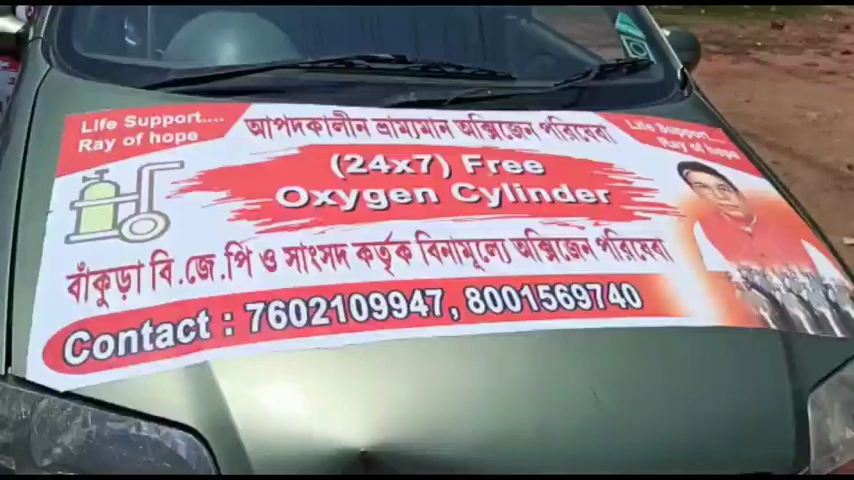 Life Support....
Ray of hope
আপদকালীন ভ্রাম্যমান অক্সিজেন পরিষেবা
Life Support....
Ray of hope
(24x7) Free
Oxygen Cylinder
বাঁকুড়া বি.জে.পি ও সাংসদ কর্তৃক বিনামূল্যে অক্সিজেন পরিষেবা
Contact : 7602109947, 8001569740